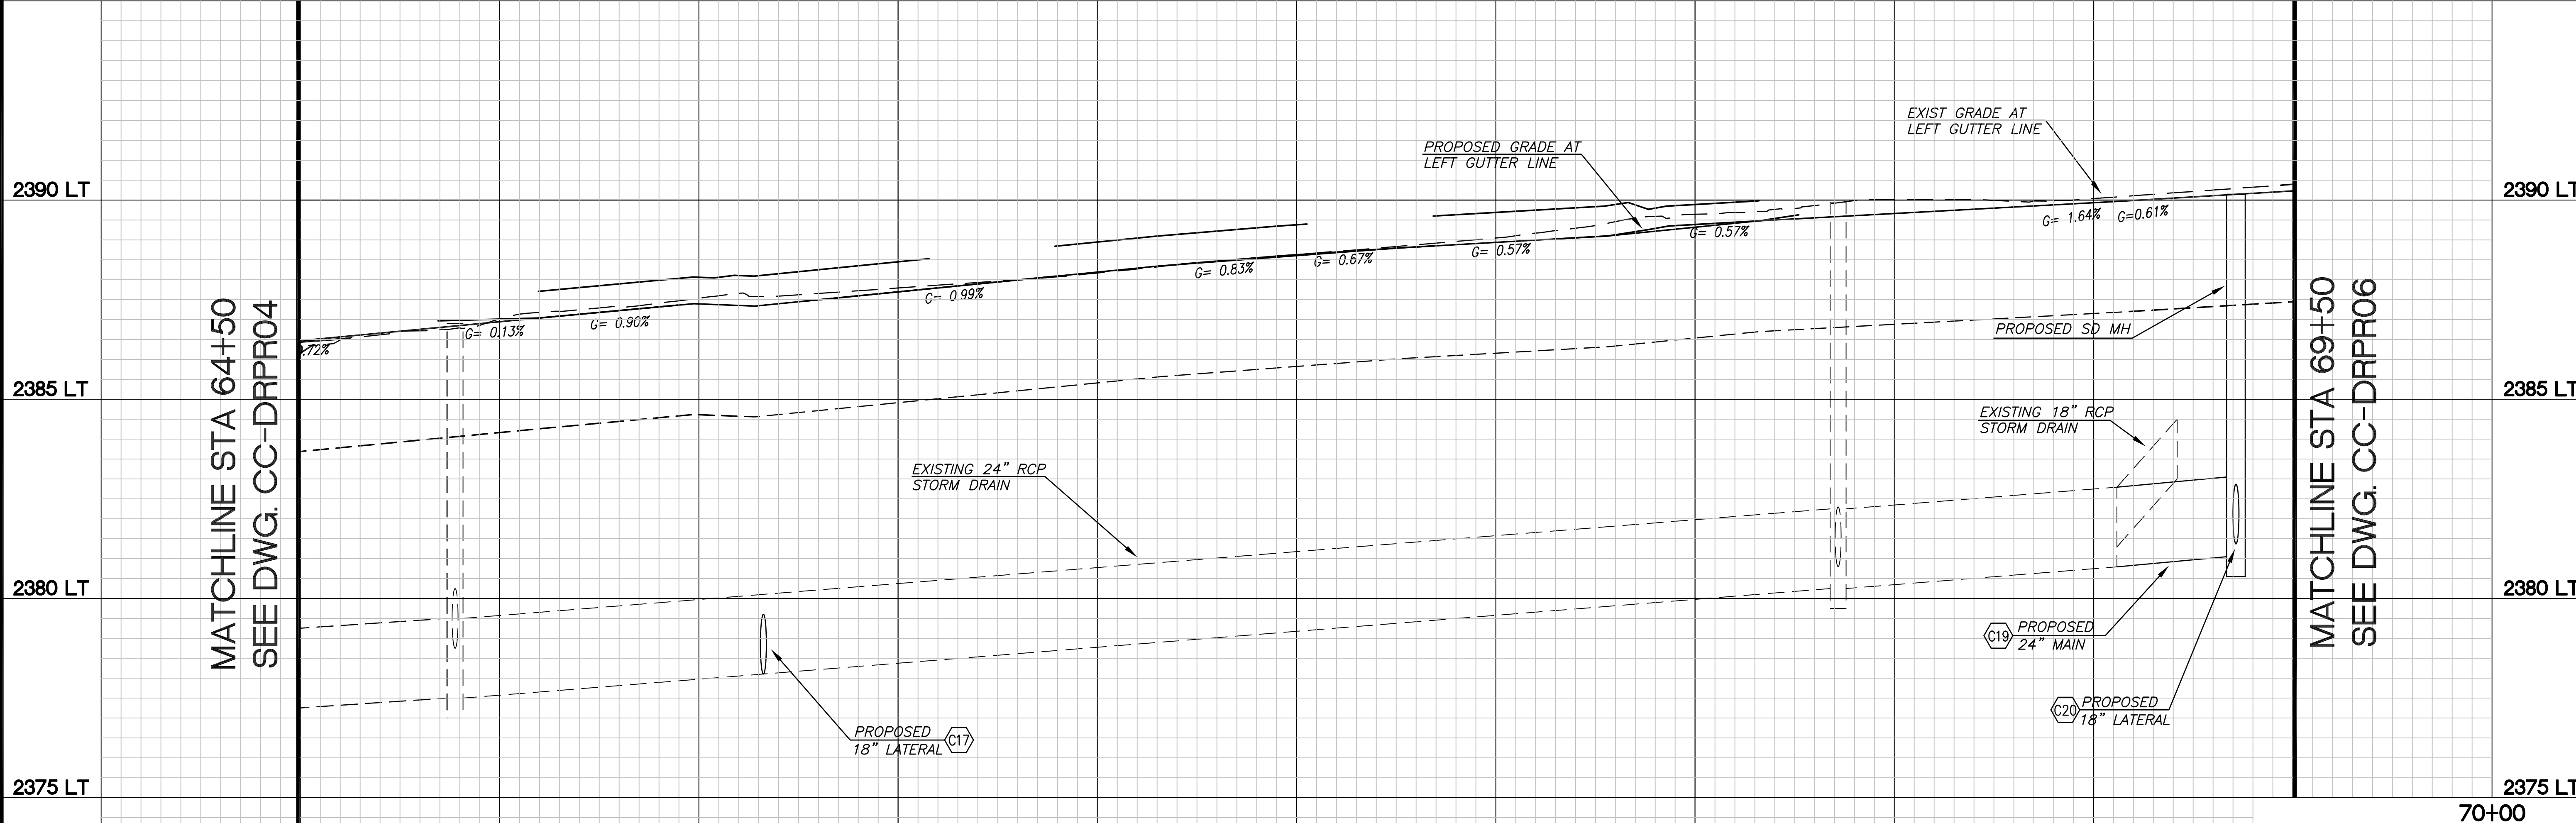 EXIST GRADE AT
LEFT GUTTER LINE
PROPOSED GRADE AT
LEFT GUTTER LINE
2390 LT
2390 LT
G= 1.64%
G=0.61%
G= 0.57%
G= 0.57%
G= 0.67%
G= 0.83%
G= 0.99%
G= 0.90%
G= 0.13%
.72%
PROPOSED SD MH
MATCHLINE STA 64+50
SEE DWG. CC-DRPR04
MATCHLINE STA 69+50
SEE DWG. CC-DRPR06
2385 LT
2385 LT
EXISTING 18" RCP
STORM DRAIN
EXISTING 24" RCP
STORM DRAIN
2380 LT
2380 LT
C19 PROPOSED
24" MAIN
C20 PROPOSED
18" LATERAL
PROPOSED
18" LATERAL C17
2375 LT
2375 LT
70+00